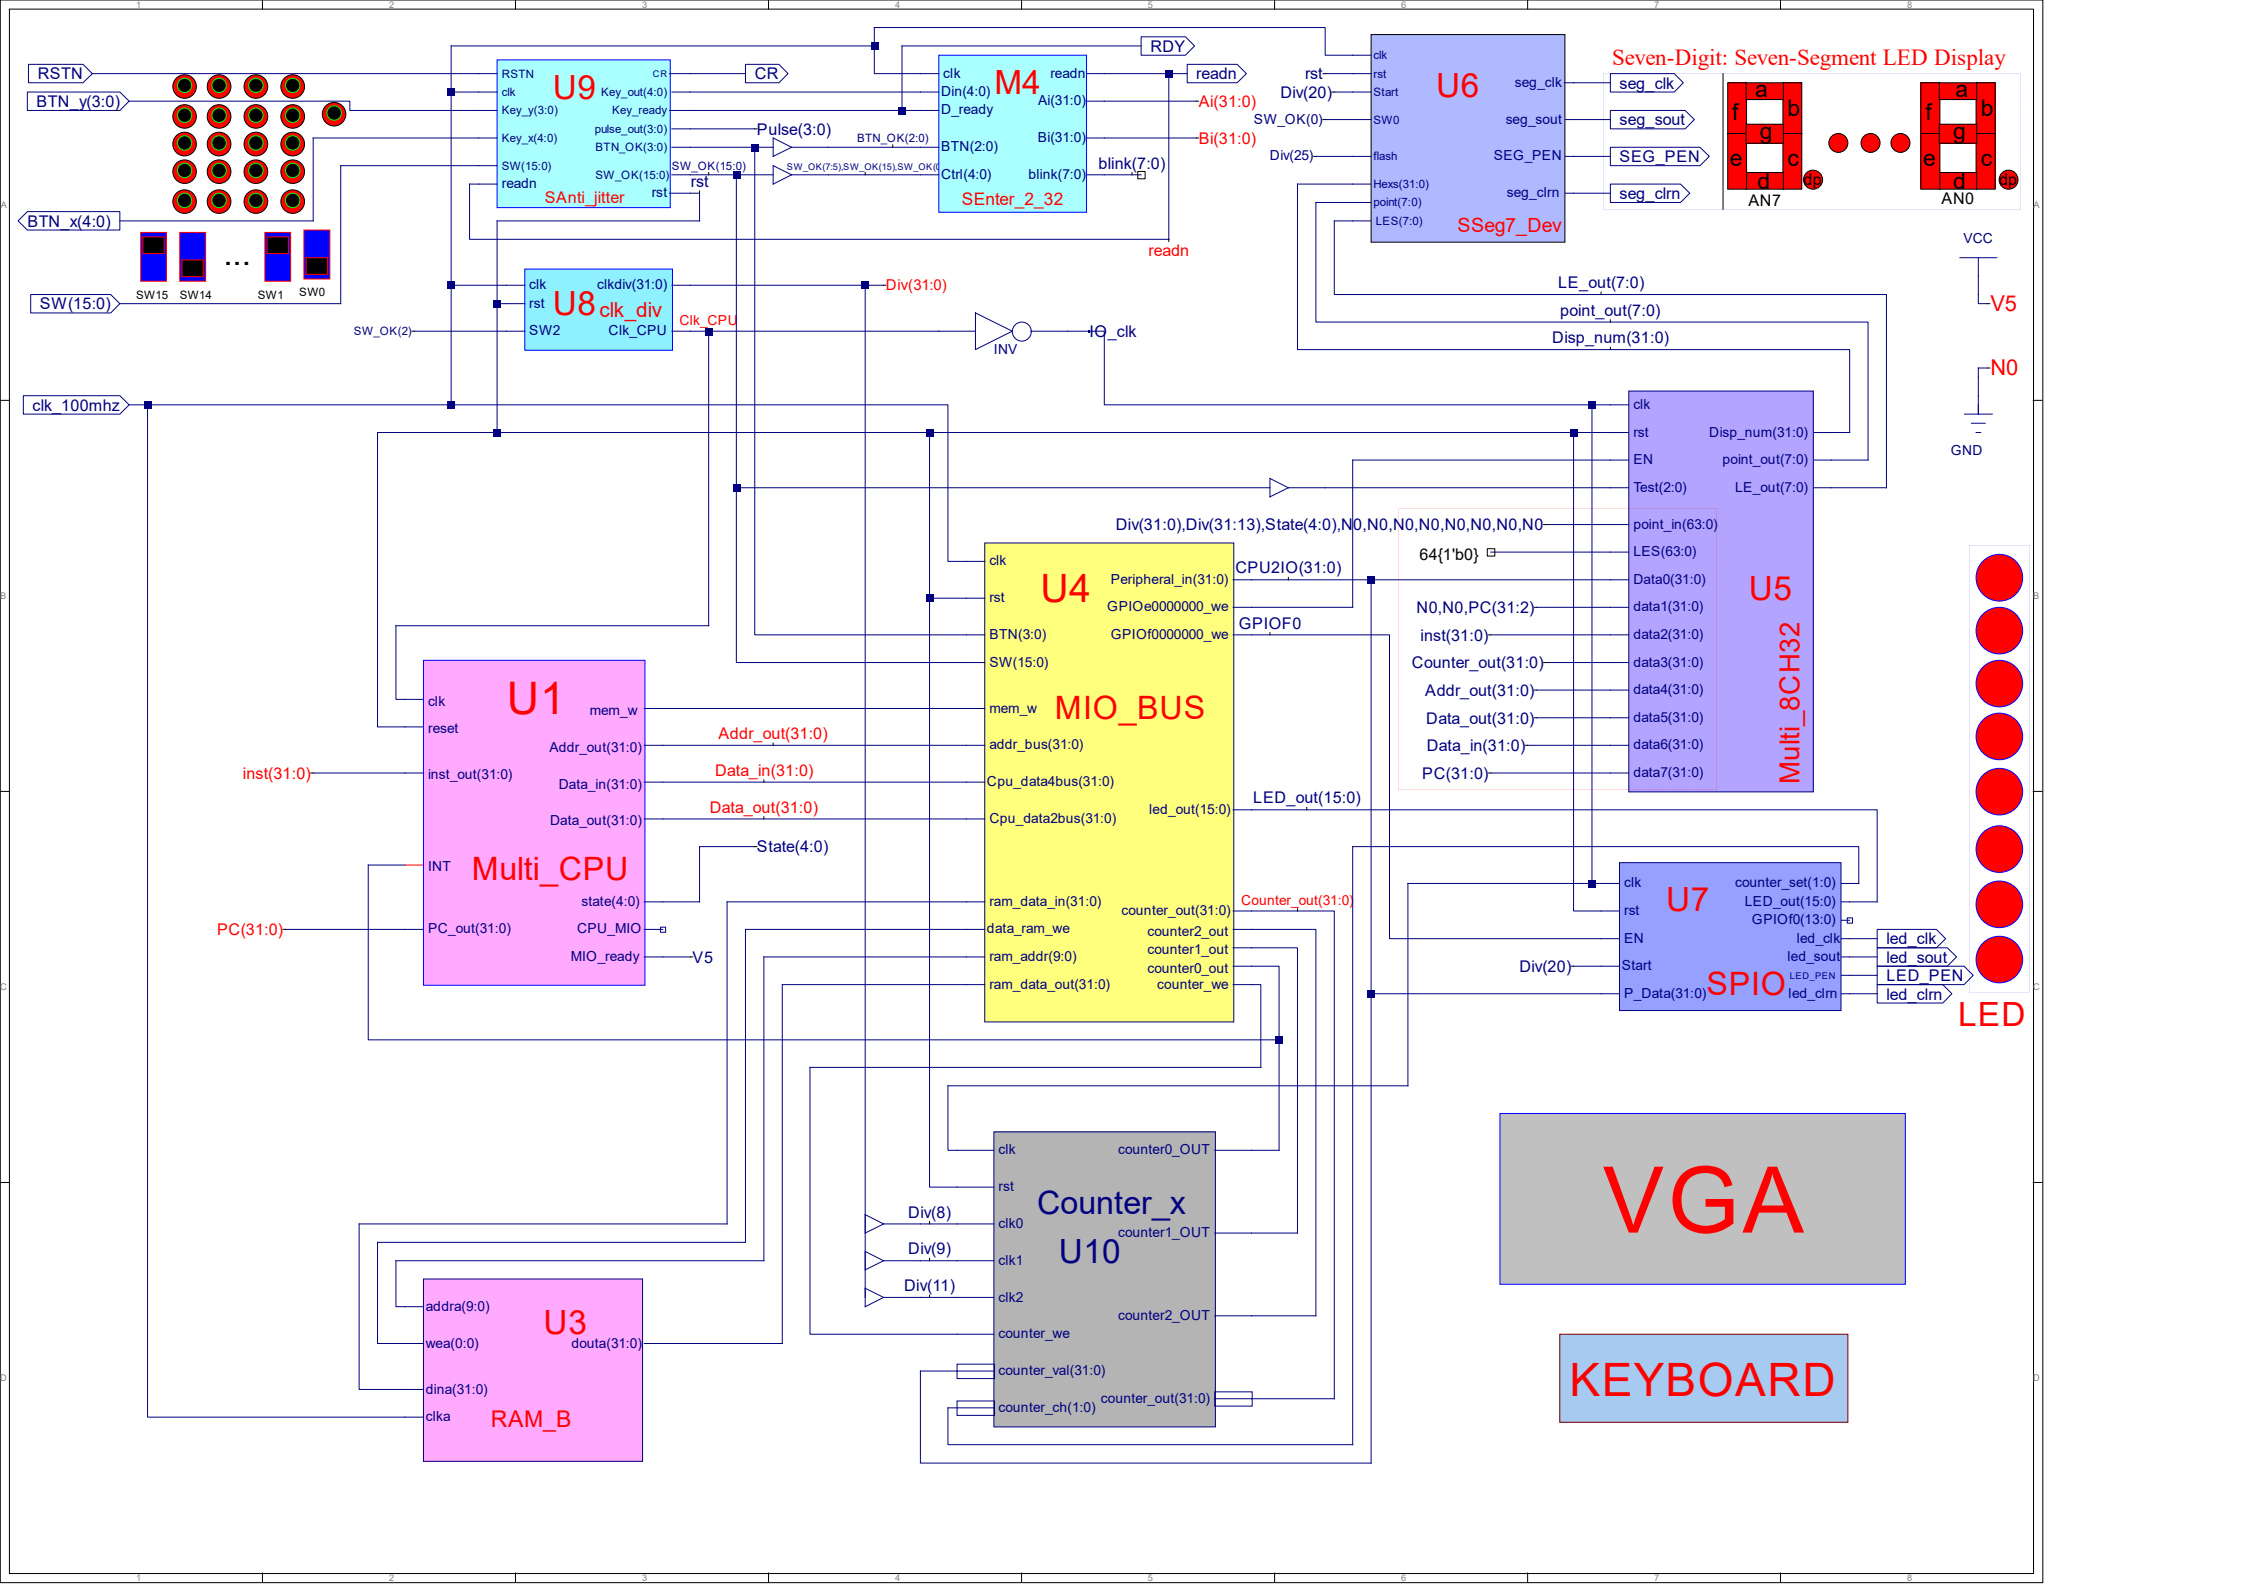 1 2 3 4 5 6 7 8
A B C D
RSTN
BTN_y(3:0)
BTN_x(4:0)
SW15 SW14 ... SW1 SW0
SW(15:0)
clk_100mhz
U9
SAnti_jitter
RSTN
clk
Key_y(3:0)
Key_x(4:0)
SW(15:0)
readn
CR
Key_out(4:0)
Key_ready
pulse_out(3:0)
BTN_OK(3:0)
SW_OK(15:0)
rst
SW_OK(15:0)
rst
CR
RDY
Pulse(3:0)
BTN_OK(2:0)
SW_OK(7:5),SW_OK(15),SW_OK(0
M4
SEnter_2_32
clk
Din(4:0)
D_ready
BTN(2:0)
Ctrl(4:0)
readn
Ai(31:0)
Bi(31:0)
blink(7:0)
readn
Ai(31:0)
Bi(31:0)
blink(7:0)
readn
U6
SSeg7_Dev
rst
Div(20)
SW_OK(0)
Div(25)
clk
rst
Start
SW0
flash
Hexs(31:0)
point(7:0)
LES(7:0)
seg_clk
seg_sout
SEG_PEN
seg_clrn
seg_clk
seg_sout
SEG_PEN
seg_clrn
Seven-Digit: Seven-Segment LED Display
a
f b
g
e c
d
dp
AN7
a
f b
g
e c
d
dp
AN0
VCC
V5
N0
GND
LE_out(7:0)
point_out(7:0)
Disp_num(31:0)
U8 clk_div
clk
rst
SW2
clkdiv(31:0)
Clk_CPU
SW_OK(2)
Div(31:0)
Clk_CPU
INV
IO_clk
U5
Multi_8CH32
clk
rst
EN
Test(2:0)
point_in(63:0)
LES(63:0)
Data0(31:0)
data1(31:0)
data2(31:0)
data3(31:0)
data4(31:0)
data5(31:0)
data6(31:0)
data7(31:0)
Disp_num(31:0)
point_out(7:0)
LE_out(7:0)
Div(31:0),Div(31:13),State(4:0),N0,N0,N0,N0,N0,N0,N0,N0
64{1'b0}
CPU2IO(31:0)
N0,N0,PC(31:2)
inst(31:0)
Counter_out(31:0)
Addr_out(31:0)
Data_out(31:0)
Data_in(31:0)
PC(31:0)
GPIOF0
U4
MIO_BUS
clk
rst
BTN(3:0)
SW(15:0)
mem_w
addr_bus(31:0)
Cpu_data4bus(31:0)
Cpu_data2bus(31:0)
ram_data_in(31:0)
data_ram_we
ram_addr(9:0)
ram_data_out(31:0)
Peripheral_in(31:0)
GPIOe0000000_we
GPIOf0000000_we
led_out(15:0)
counter_out(31:0)
counter2_out
counter1_out
counter0_out
counter_we
LED_out(15:0)
Counter_out(31:0)
U1
Multi_CPU
clk
reset
inst_out(31:0)
INT
PC_out(31:0)
mem_w
Addr_out(31:0)
Data_in(31:0)
Data_out(31:0)
state(4:0)
CPU_MIO
MIO_ready
inst(31:0)
PC(31:0)
Addr_out(31:0)
Data_in(31:0)
Data_out(31:0)
State(4:0)
V5
U7
SPIO
clk
rst
EN
Start
P_Data(31:0)
counter_set(1:0)
LED_out(15:0)
GPIOf0(13:0)
led_clk
led_sout
LED_PEN
led_clrn
Div(20)
led_clk
led_sout
LED_PEN
led_clrn
LED
Counter_x
U10
clk
rst
clk0
clk1
clk2
counter_we
counter_val(31:0)
counter_ch(1:0)
counter0_OUT
counter1_OUT
counter2_OUT
counter_out(31:0)
Div(8)
Div(9)
Div(11)
U3
RAM_B
addra(9:0)
wea(0:0)
dina(31:0)
clka
douta(31:0)
VGA
KEYBOARD
A B C D
1 2 3 4 5 6 7 8